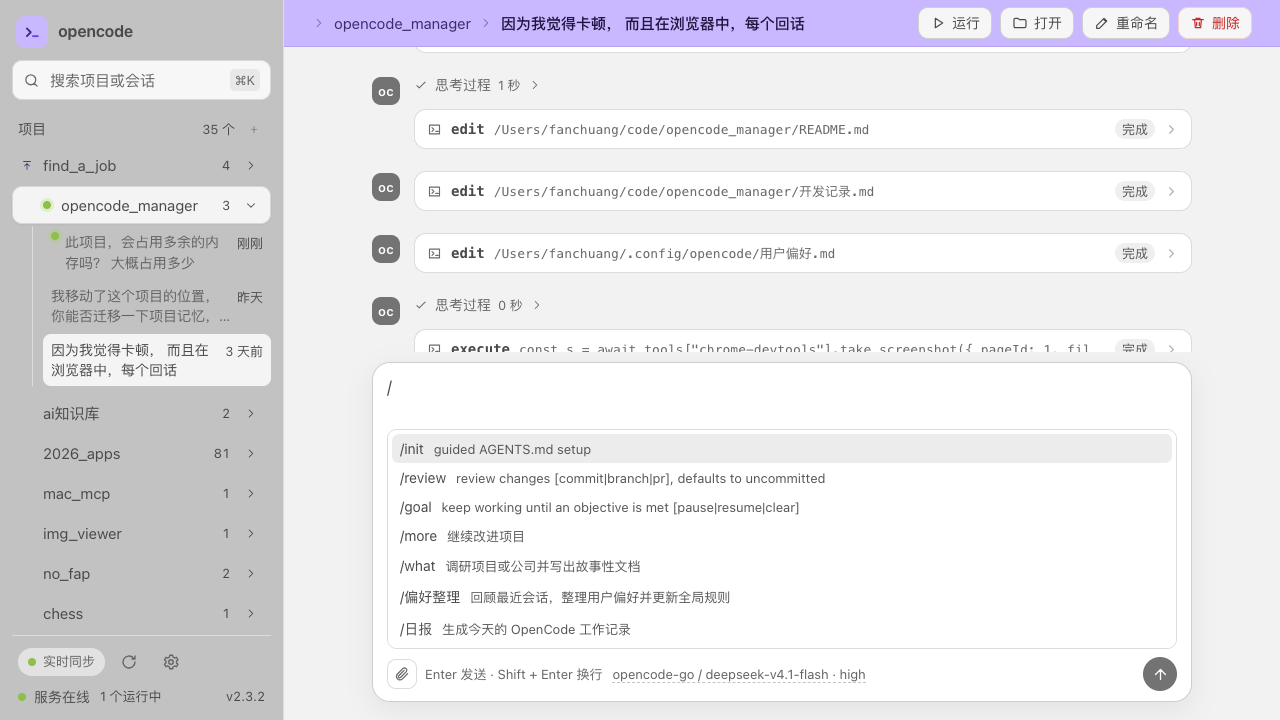 opencode
搜索项目或会话 ⌘K
项目 35 个 +
find_a_job 4
opencode_manager 3
此项目，会占用多余的内存吗？ 大概占用多少 刚刚
我移动了这个项目的位置，你能否迁移一下项目记忆，... 昨天
因为我觉得卡顿， 而且在浏览器中，每个回话 3 天前
ai知识库 2
2026_apps 81
mac_mcp 1
img_viewer 1
no_fap 2
chess 1
实时同步
服务在线 1 个运行中 v2.3.2
opencode_manager 因为我觉得卡顿， 而且在浏览器中，每个回话
运行 打开 重命名 删除
oc 思考过程 1 秒
edit /Users/fanchuang/code/opencode_manager/README.md 完成
oc edit /Users/fanchuang/code/opencode_manager/开发记录.md 完成
oc edit /Users/fanchuang/.config/opencode/用户偏好.md 完成
oc 思考过程 0 秒
execute const s = await tools["chrome-devtools"].take_screenshot({ pageId: 1, fil 完成
/
/init guided AGENTS.md setup
/review review changes [commit|branch|pr], defaults to uncommitted
/goal keep working until an objective is met [pause|resume|clear]
/more 继续改进项目
/what 调研项目或公司并写出故事性文档
/偏好整理 回顾最近会话，整理用户偏好并更新全局规则
/日报 生成今天的 OpenCode 工作记录
Enter 发送 · Shift + Enter 换行 opencode-go / deepseek-v4.1-flash · high